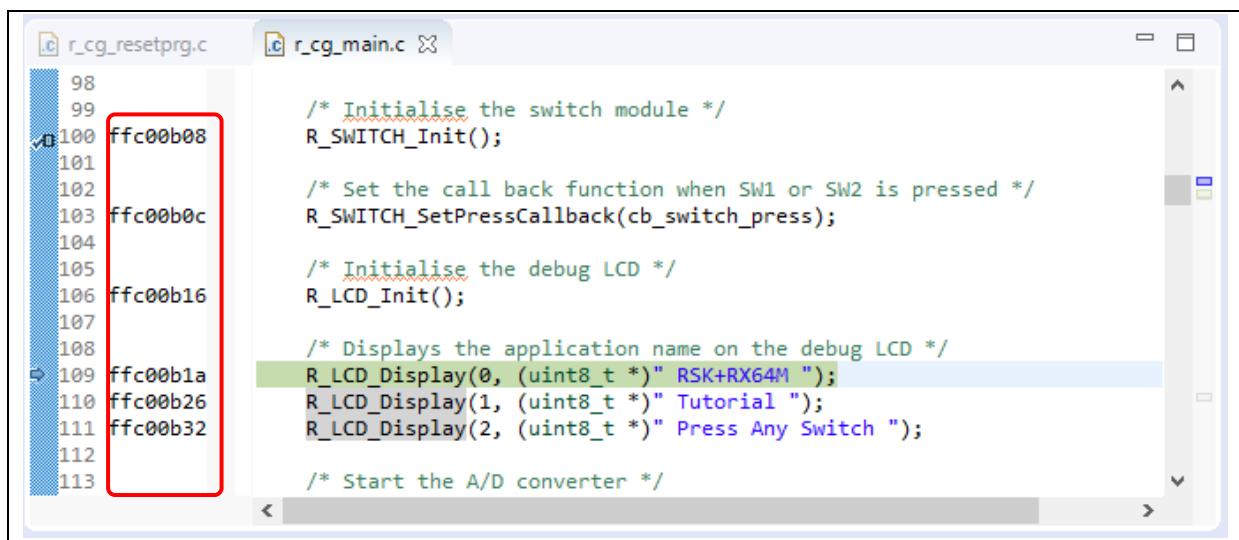 r_cg_resetprg.c r_cg_main.c
98
99 /* Initialise the switch module */
100 ffc00b08 R_SWITCH_Init();
101
102 /* Set the call back function when SW1 or SW2 is pressed */
103 ffc00b0c R_SWITCH_SetPressCallback(cb_switch_press);
104
105 /* Initialise the debug LCD */
106 ffc00b16 R_LCD_Init();
107
108 /* Displays the application name on the debug LCD */
109 ffc00b1a R_LCD_Display(0, (uint8_t *)" RSK+RX64M ");
110 ffc00b26 R_LCD_Display(1, (uint8_t *)" Tutorial ");
111 ffc00b32 R_LCD_Display(2, (uint8_t *)" Press Any Switch ");
112
113 /* Start the A/D converter */